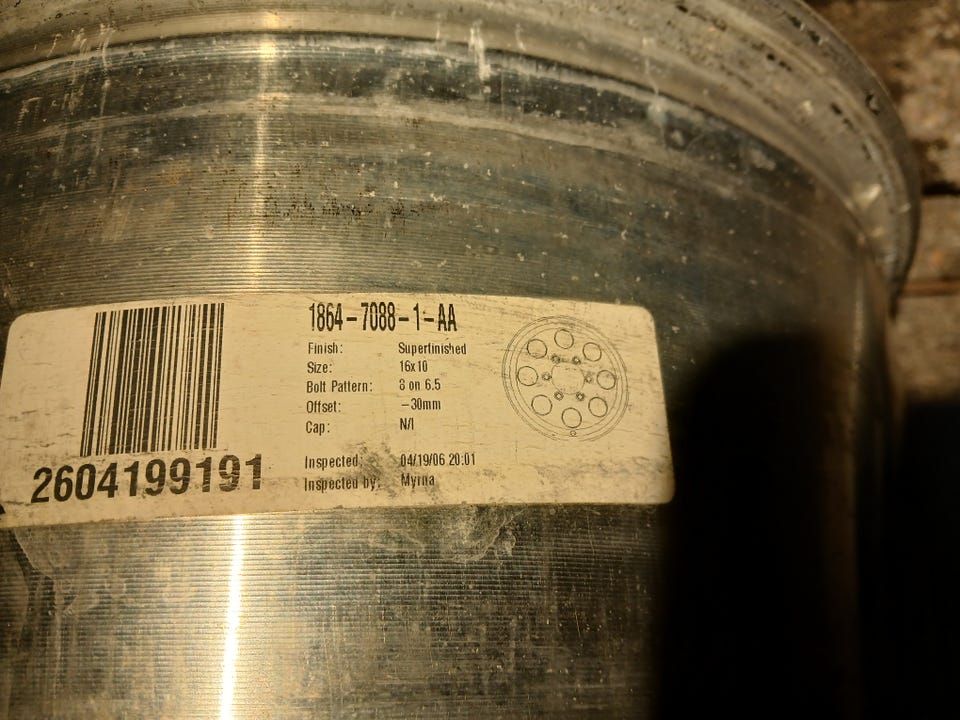 1864-7088-1-AA
Finish: Superfinished
Size: 16x10
Bolt Pattern: 8 on 6.5
Offset: -30mm
Cap: N/I
Inspected: 04/19/06 20:01
Inspected by: Myrna
2604199191